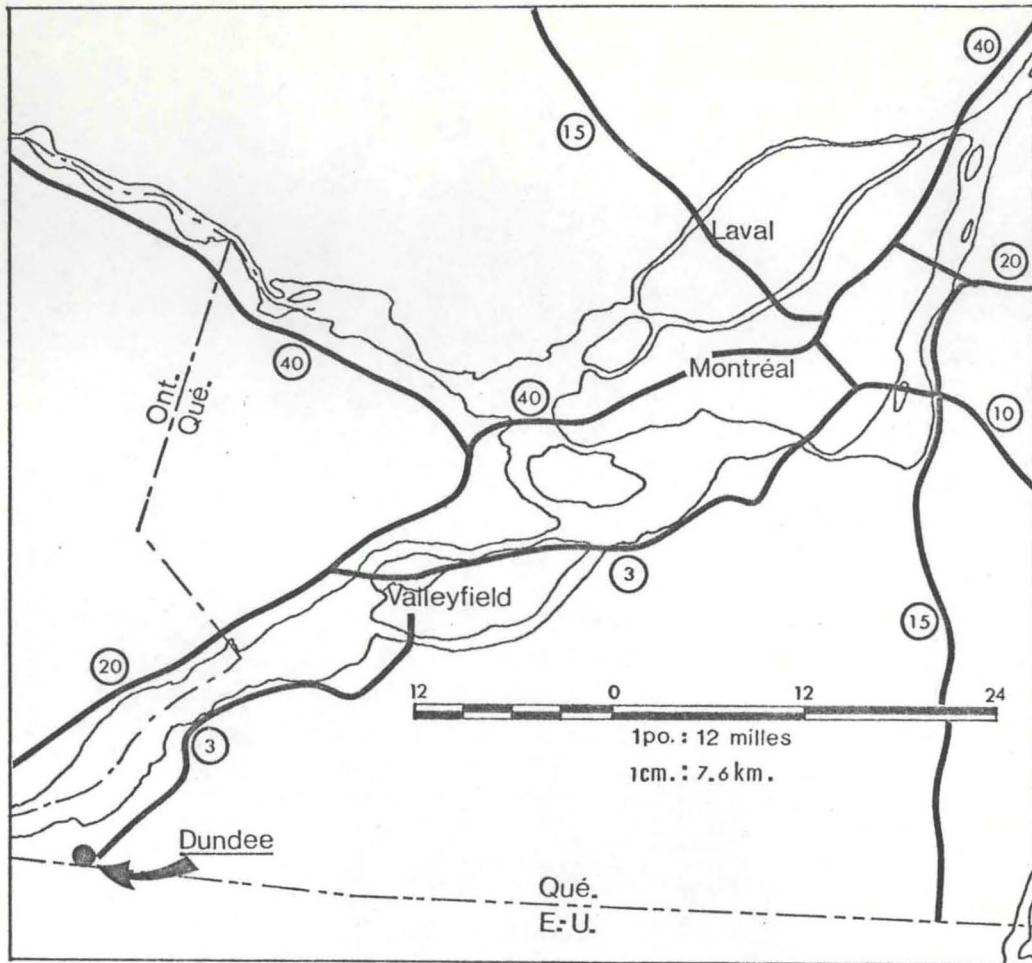 40
15
Laval
20
Ont.
Qué.
40
Montréal
40
10
3
Valleyfield
15
20
12 0 12 24
1po. : 12 milles
1cm. : 7.6 km.
3
Dundee
Qué.
E.-U.